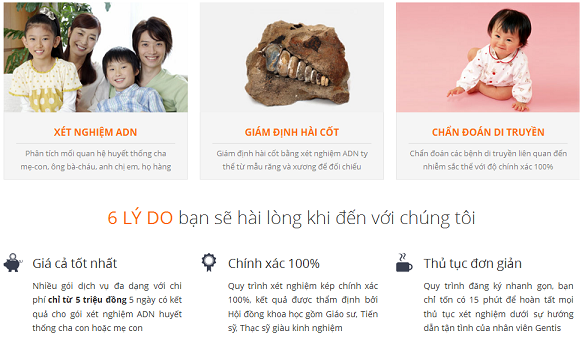 XÉT NGHIỆM ADN
Phân tích mối quan hệ huyết thống cha
mẹ-con, ông bà-cháu, anh chị em, họ hàng
GIÁM ĐỊNH HÀI CỐT
Giám định hài cốt bằng xét nghiệm ADN ty
thể từ mẫu răng và xương để đối chiếu
CHẨN ĐOÁN DI TRUYỀN
Chẩn đoán các bệnh di truyền liên quan đến
nhiễm sắc thể với độ chính xác 100%
6 LÝ DO bạn sẽ hài lòng khi đến với chúng tôi
Giá cả tốt nhất
Nhiều gói dịch vụ đa dạng với chi
phí chỉ từ 5 triệu đồng 5 ngày có kết
quả cho gói xét nghiệm ADN huyết
thống cha con hoặc mẹ con
Chính xác 100%
Quy trình xét nghiệm kép chính xác
100%, kết quả được thẩm định bởi
Hội đồng khoa học gồm Giáo sư, Tiến
sỹ, Thạc sỹ giàu kinh nghiệm
Thủ tục đơn giản
Quy trình đăng ký nhanh gọn, bạn
chỉ tốn có 15 phút để hoàn tất mọi
thủ tục xét nghiệm dưới sự hướng
dẫn tận tình của nhân viên Gentis